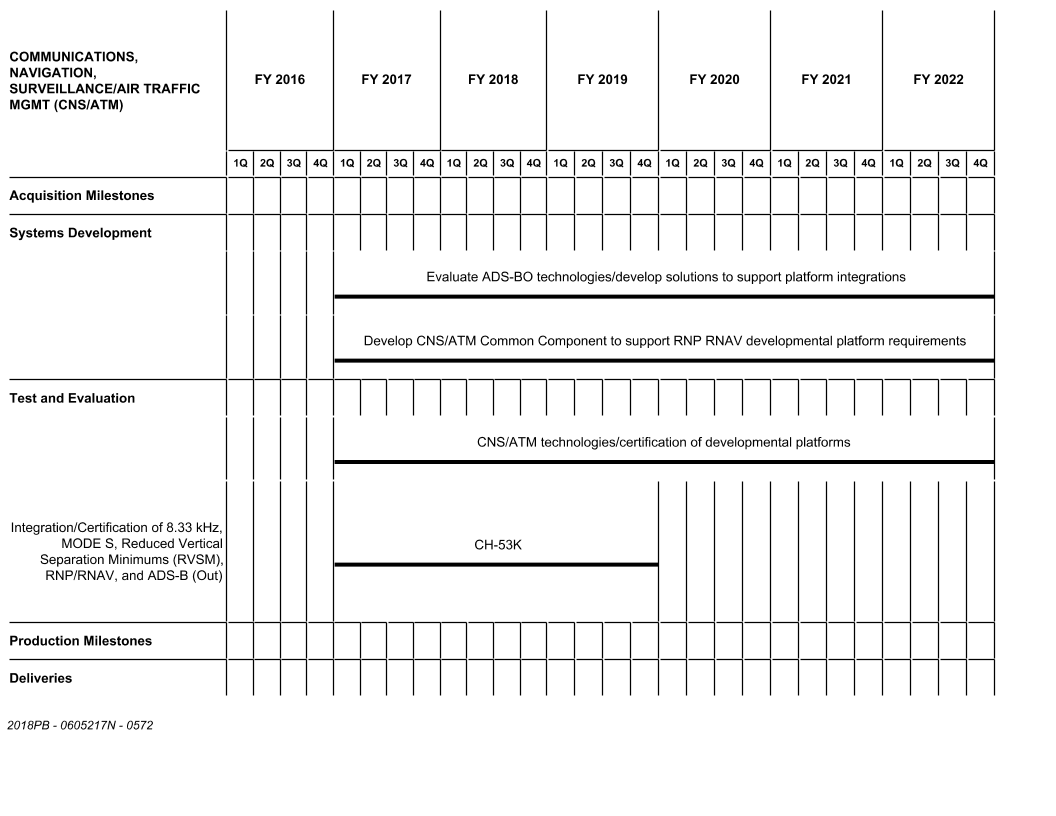 COMMUNICATIONS,
NAVIGATION,
SURVEILLANCE/AIR TRAFFIC
MGMT (CNS/ATM)
FY 2016 FY 2017 FY 2018 FY 2019 FY 2020 FY 2021 FY 2022
1Q 2Q 3Q 4Q 1Q 2Q 3Q 4Q 1Q 2Q 3Q 4Q 1Q 2Q 3Q 4Q 1Q 2Q 3Q 4Q 1Q 2Q 3Q 4Q 1Q 2Q 3Q 4Q
Acquisition Milestones
Systems Development
Evaluate ADS-BO technologies/develop solutions to support platform integrations
Develop CNS/ATM Common Component to support RNP RNAV developmental platform requirements
Test and Evaluation
CNS/ATM technologies/certification of developmental platforms
Integration/Certification of 8.33 kHz,
MODE S, Reduced Vertical
Separation Minimums (RVSM),
RNP/RNAV, and ADS-B (Out)
CH-53K
Production Milestones
Deliveries
2018PB - 0605217N - 0572